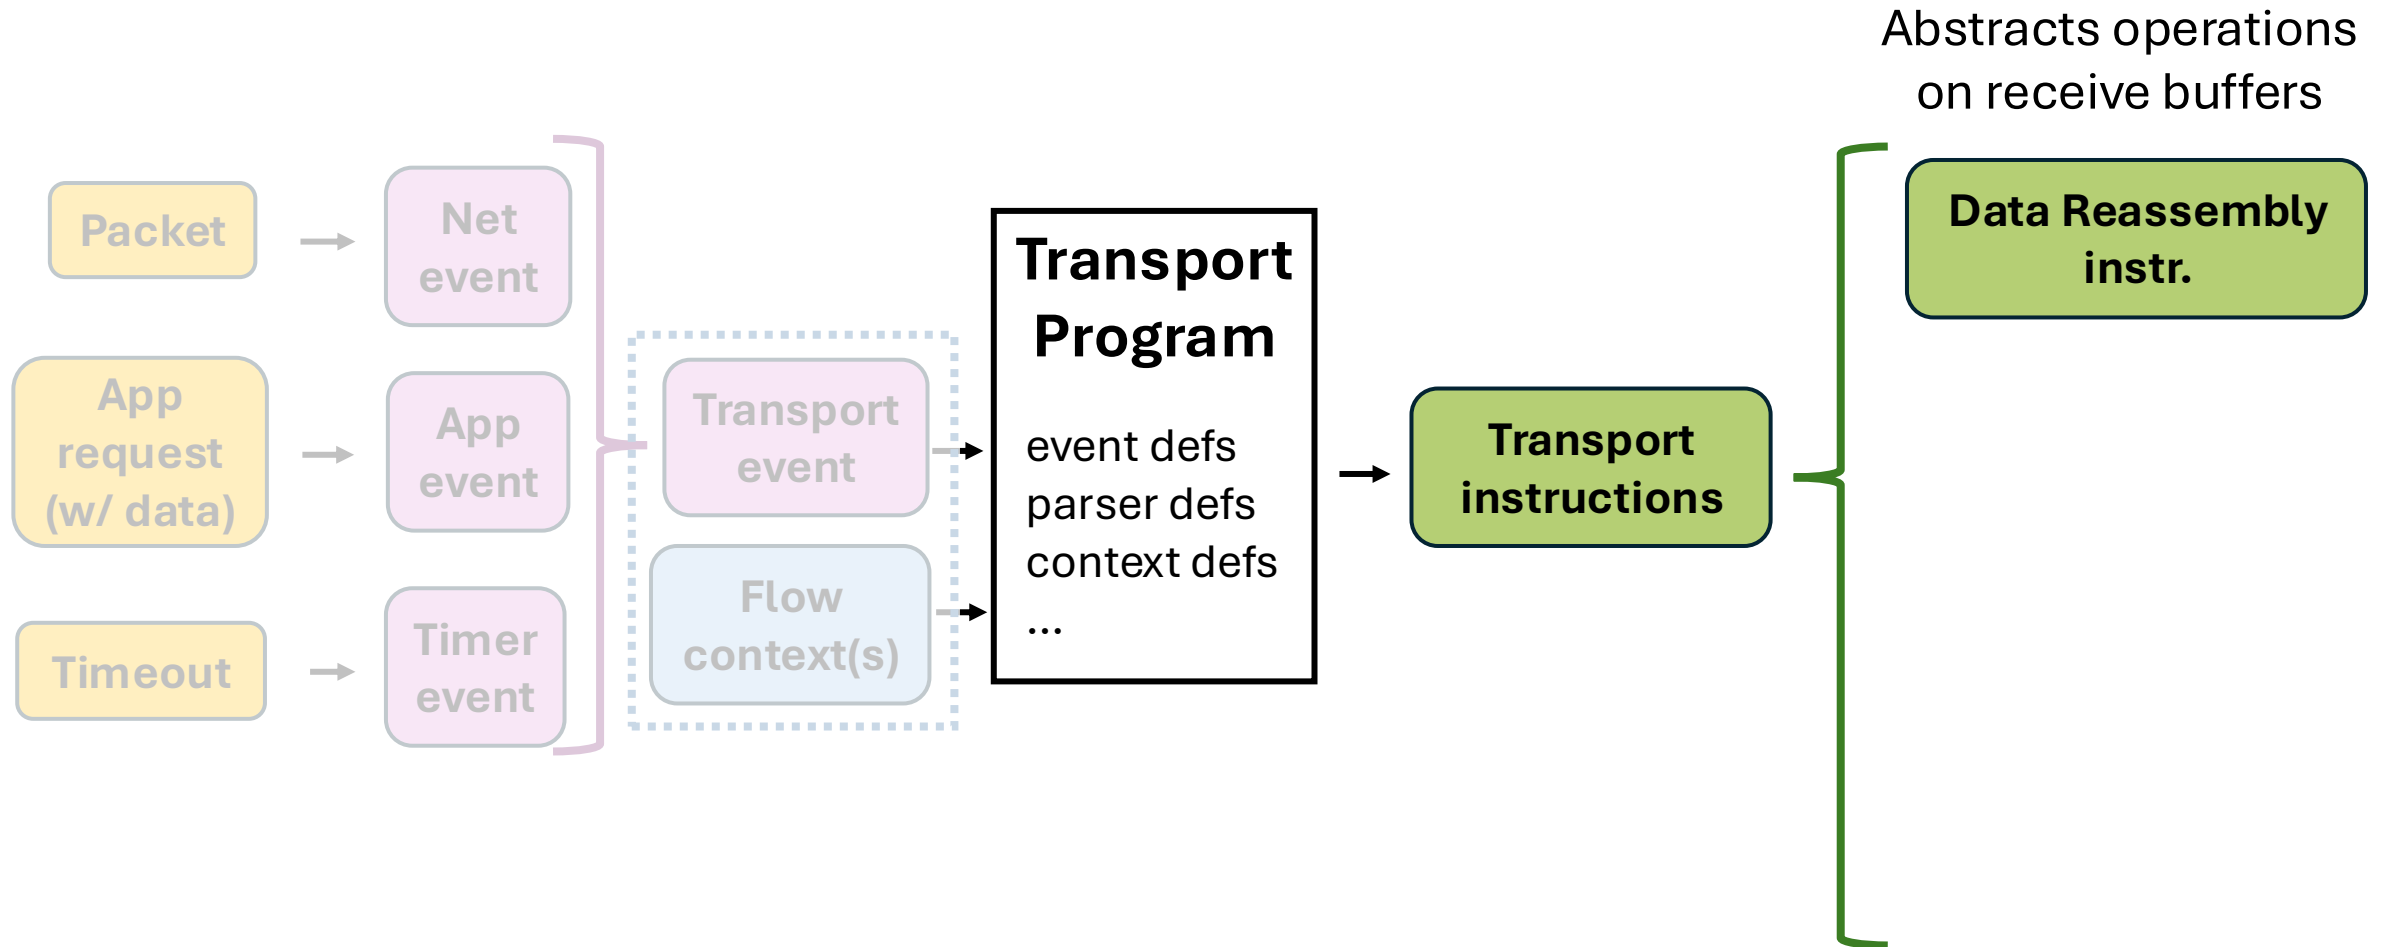 Abstracts operations
on receive buffers
Packet
Net
event
App
request
(w/ data)
App
event
Timeout
Timer
event
Transport
event
Flow
context(s)
Transport
Program
event defs
parser defs
context defs
...
Transport
instructions
Data Reassembly
instr.